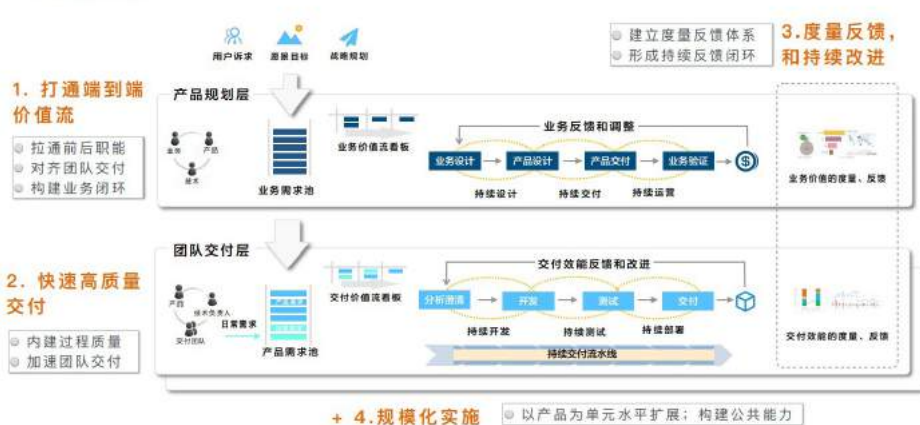 用户诉求 愿景目标 战略规划
建立度量反馈体系
形成持续反馈闭环
3.度量反馈,
和持续改进
1. 打通端到端
价值流
拉通前后职能
对齐团队交付
构建业务闭环
产品规划层
业务 产品
技术
业务需求池
业务价值流看板
业务反馈和调整
业务设计 产品设计 产品交付 业务验证
持续设计 持续交付 持续运营
业务价值的度量、反馈
2. 快速高质量
交付
内建过程质量
加速团队交付
团队交付层
产品
技术负责人
交付团队
日常需求
产品需求
产品需求池
交付价值流看板
交付效能反馈和改进
分析澄清 开发 测试 交付
持续开发 持续测试 持续部署
持续交付流水线
交付效能的度量、反馈
+ 4.规模化实施
以产品为单元水平扩展；构建公共能力